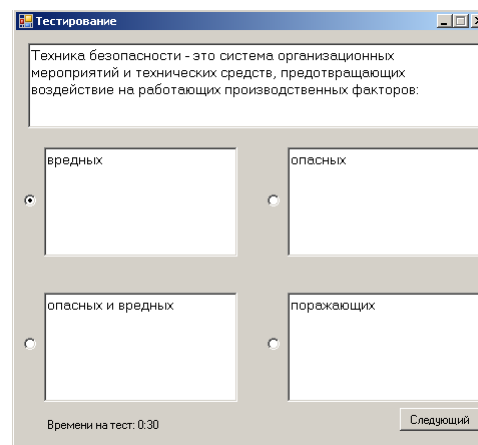 Тестирование
Техника безопасности - это система организационных
мероприятий и технических средств, предотвращающих
воздействие на работающих производственных факторов:
вредных
опасных
опасных и вредных
поражающих
Времени на тест: 0:30
Следующий